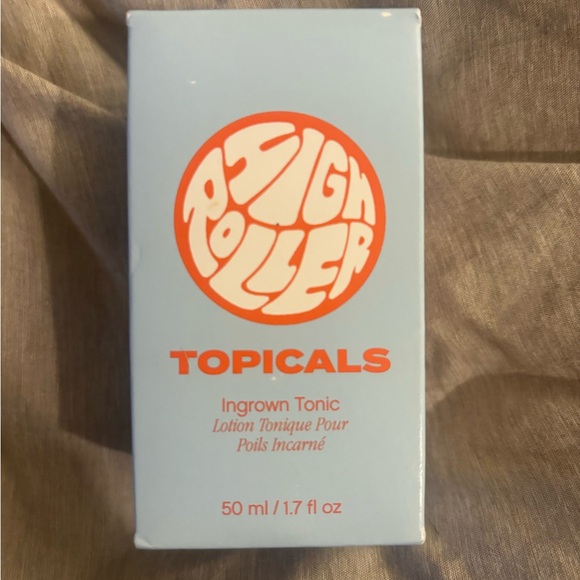 HIGH
ROLLER
TOPICALS
Ingrown Tonic
Lotion Tonique Pour
Poils Incarné
50 ml / 1.7 fl oz